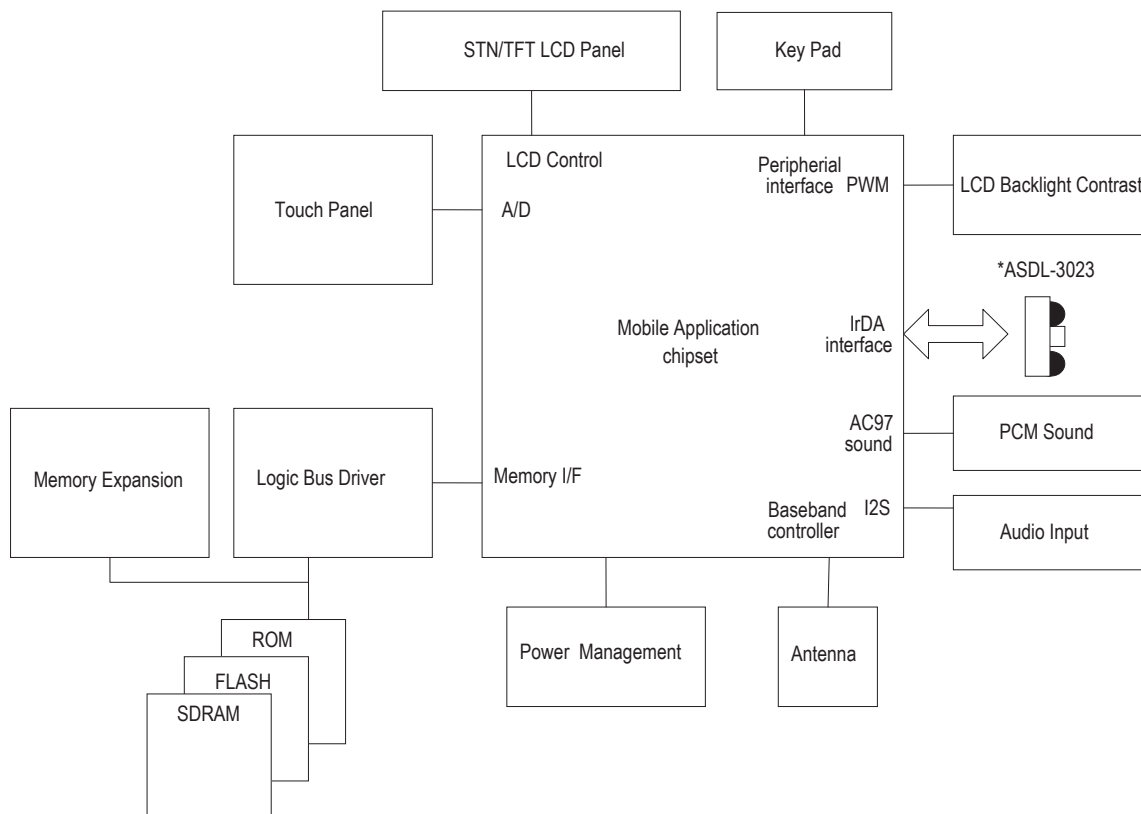 STN/TFT LCD Panel
Key Pad
Touch Panel
LCD Control
A/D
Peripherial
interface
PWM
LCD Backlight Contrast
*ASDL-3023
Mobile Application
chipset
IrDA
interface
AC97
sound
PCM Sound
Memory Expansion
Logic Bus Driver
Memory I/F
Baseband
controller
I2S
Audio Input
ROM
FLASH
SDRAM
Power Management
Antenna